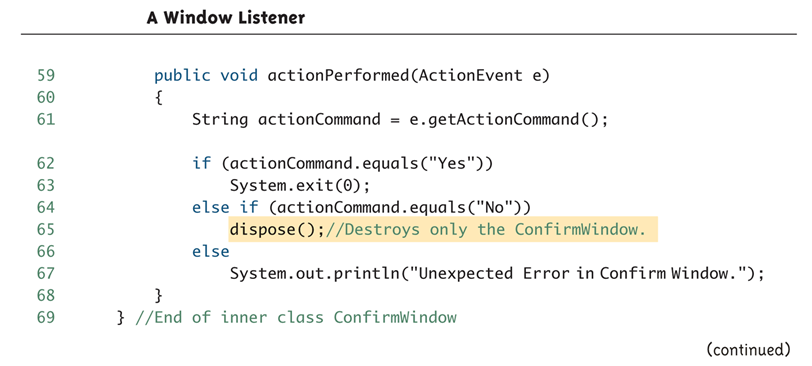 A Window Listener
59 public void actionPerformed(ActionEvent e)
60 {
61 String actionCommand = e.getActionCommand();
62 if (actionCommand.equals("Yes"))
63 System.exit(0);
64 else if (actionCommand.equals("No"))
65 dispose();//Destroys only the ConfirmWindow.
66 else
67 System.out.println("Unexpected Error in Confirm Window.");
68 }
69 } //End of inner class ConfirmWindow
(continued)